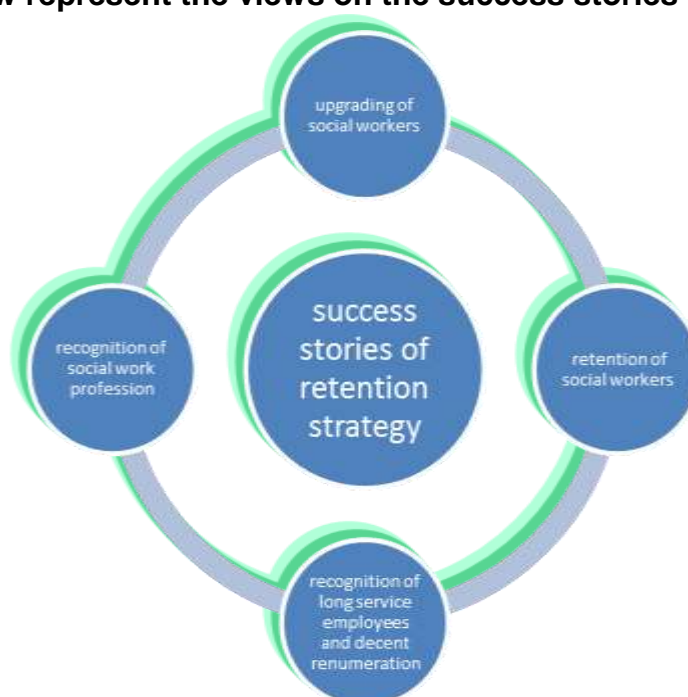 represent the views on the success stories
upgrading of
social workers
recognition of
social work
profession
success
stories of
retention
strategy
retention of
social workers
recognition of
long service
employees
and decent
renumeration